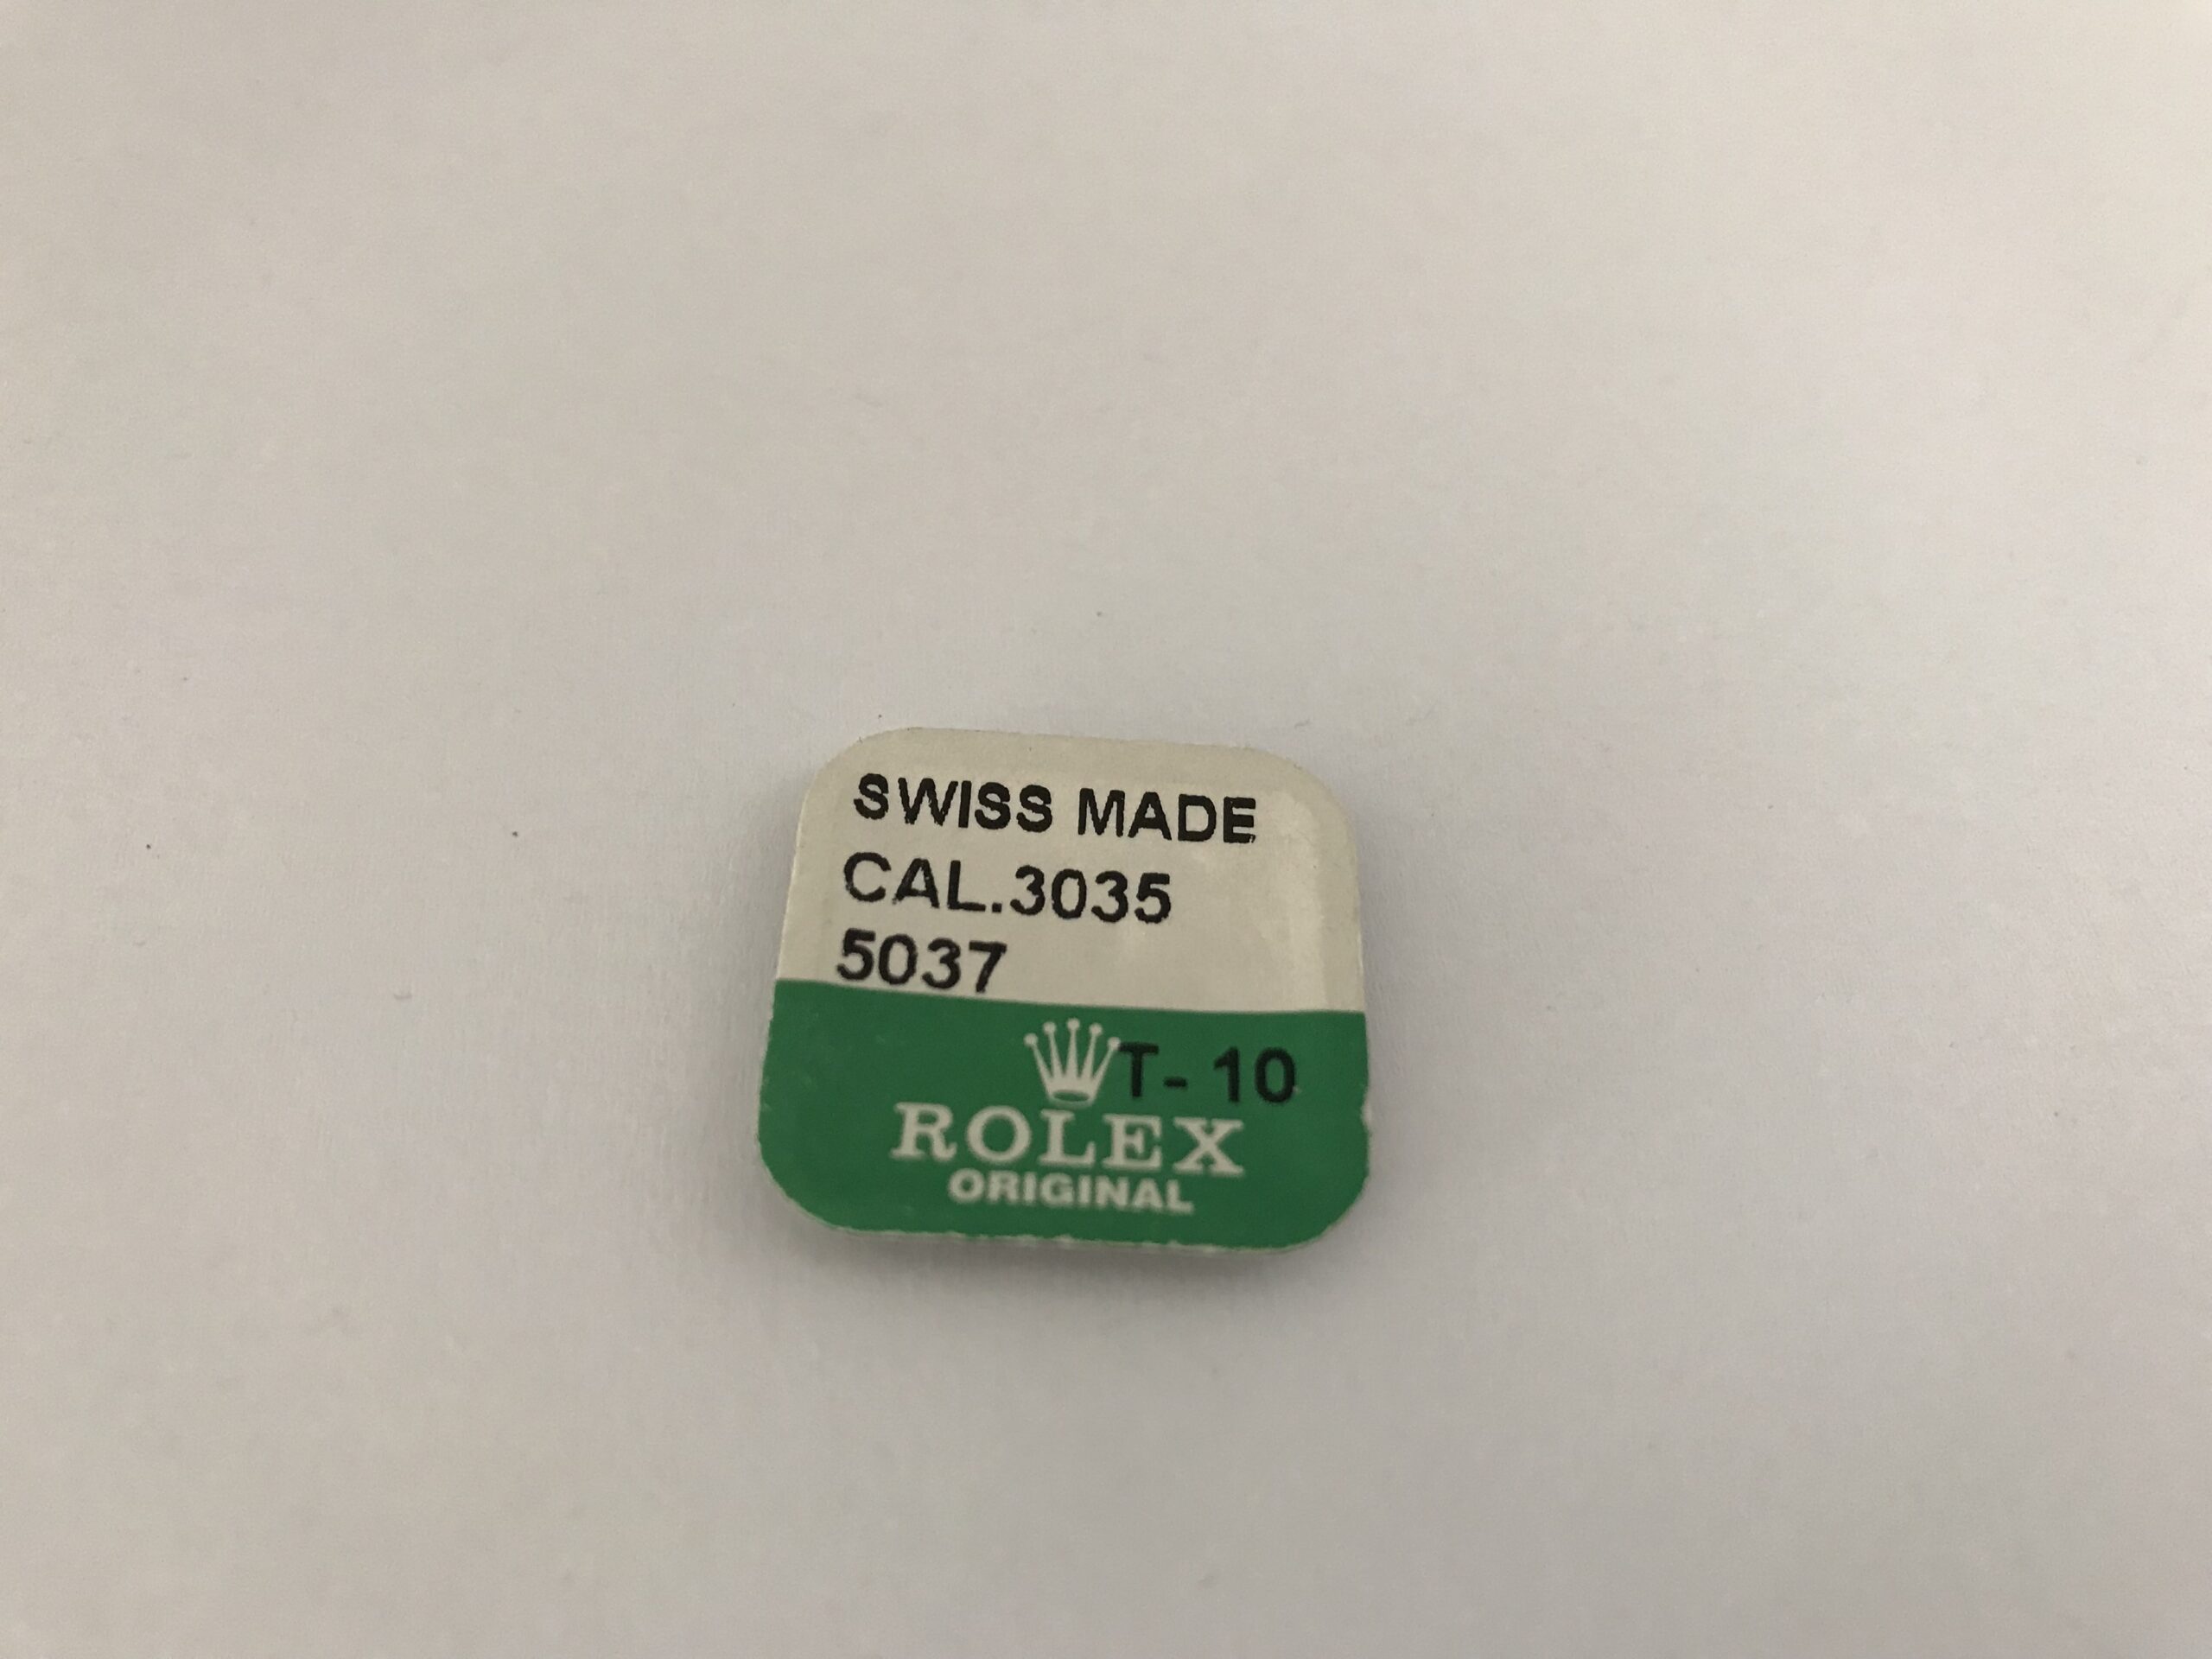 SWISS MADE
CAL.3035
5037
T- 10
ROLEX
ORIGINAL